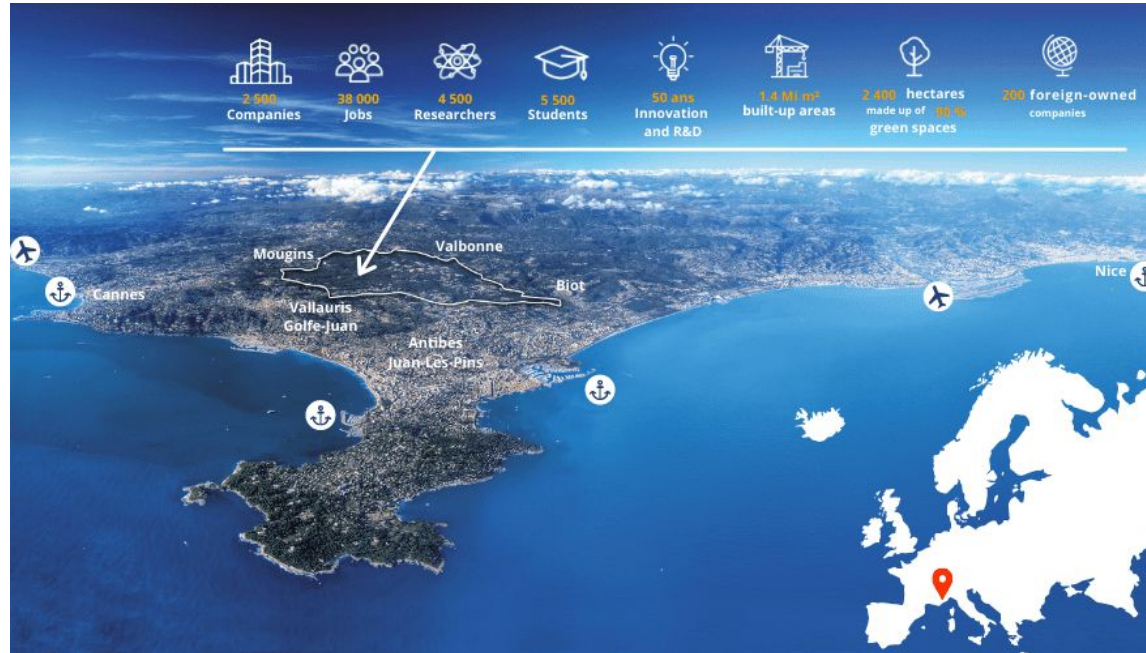 2 500
Companies
38 000
Jobs
4 500
Researchers
5 500
Students
50 ans
Innovation
and R&D
1.4 Mi m²
built-up areas
2 400 hectares
made up of 90 %
green spaces
200 foreign-owned
companies
Mougins
Valbonne
Biot
Nice
Cannes
Vallauris
Golfe-Juan
Antibes
Juan-Les-Pins